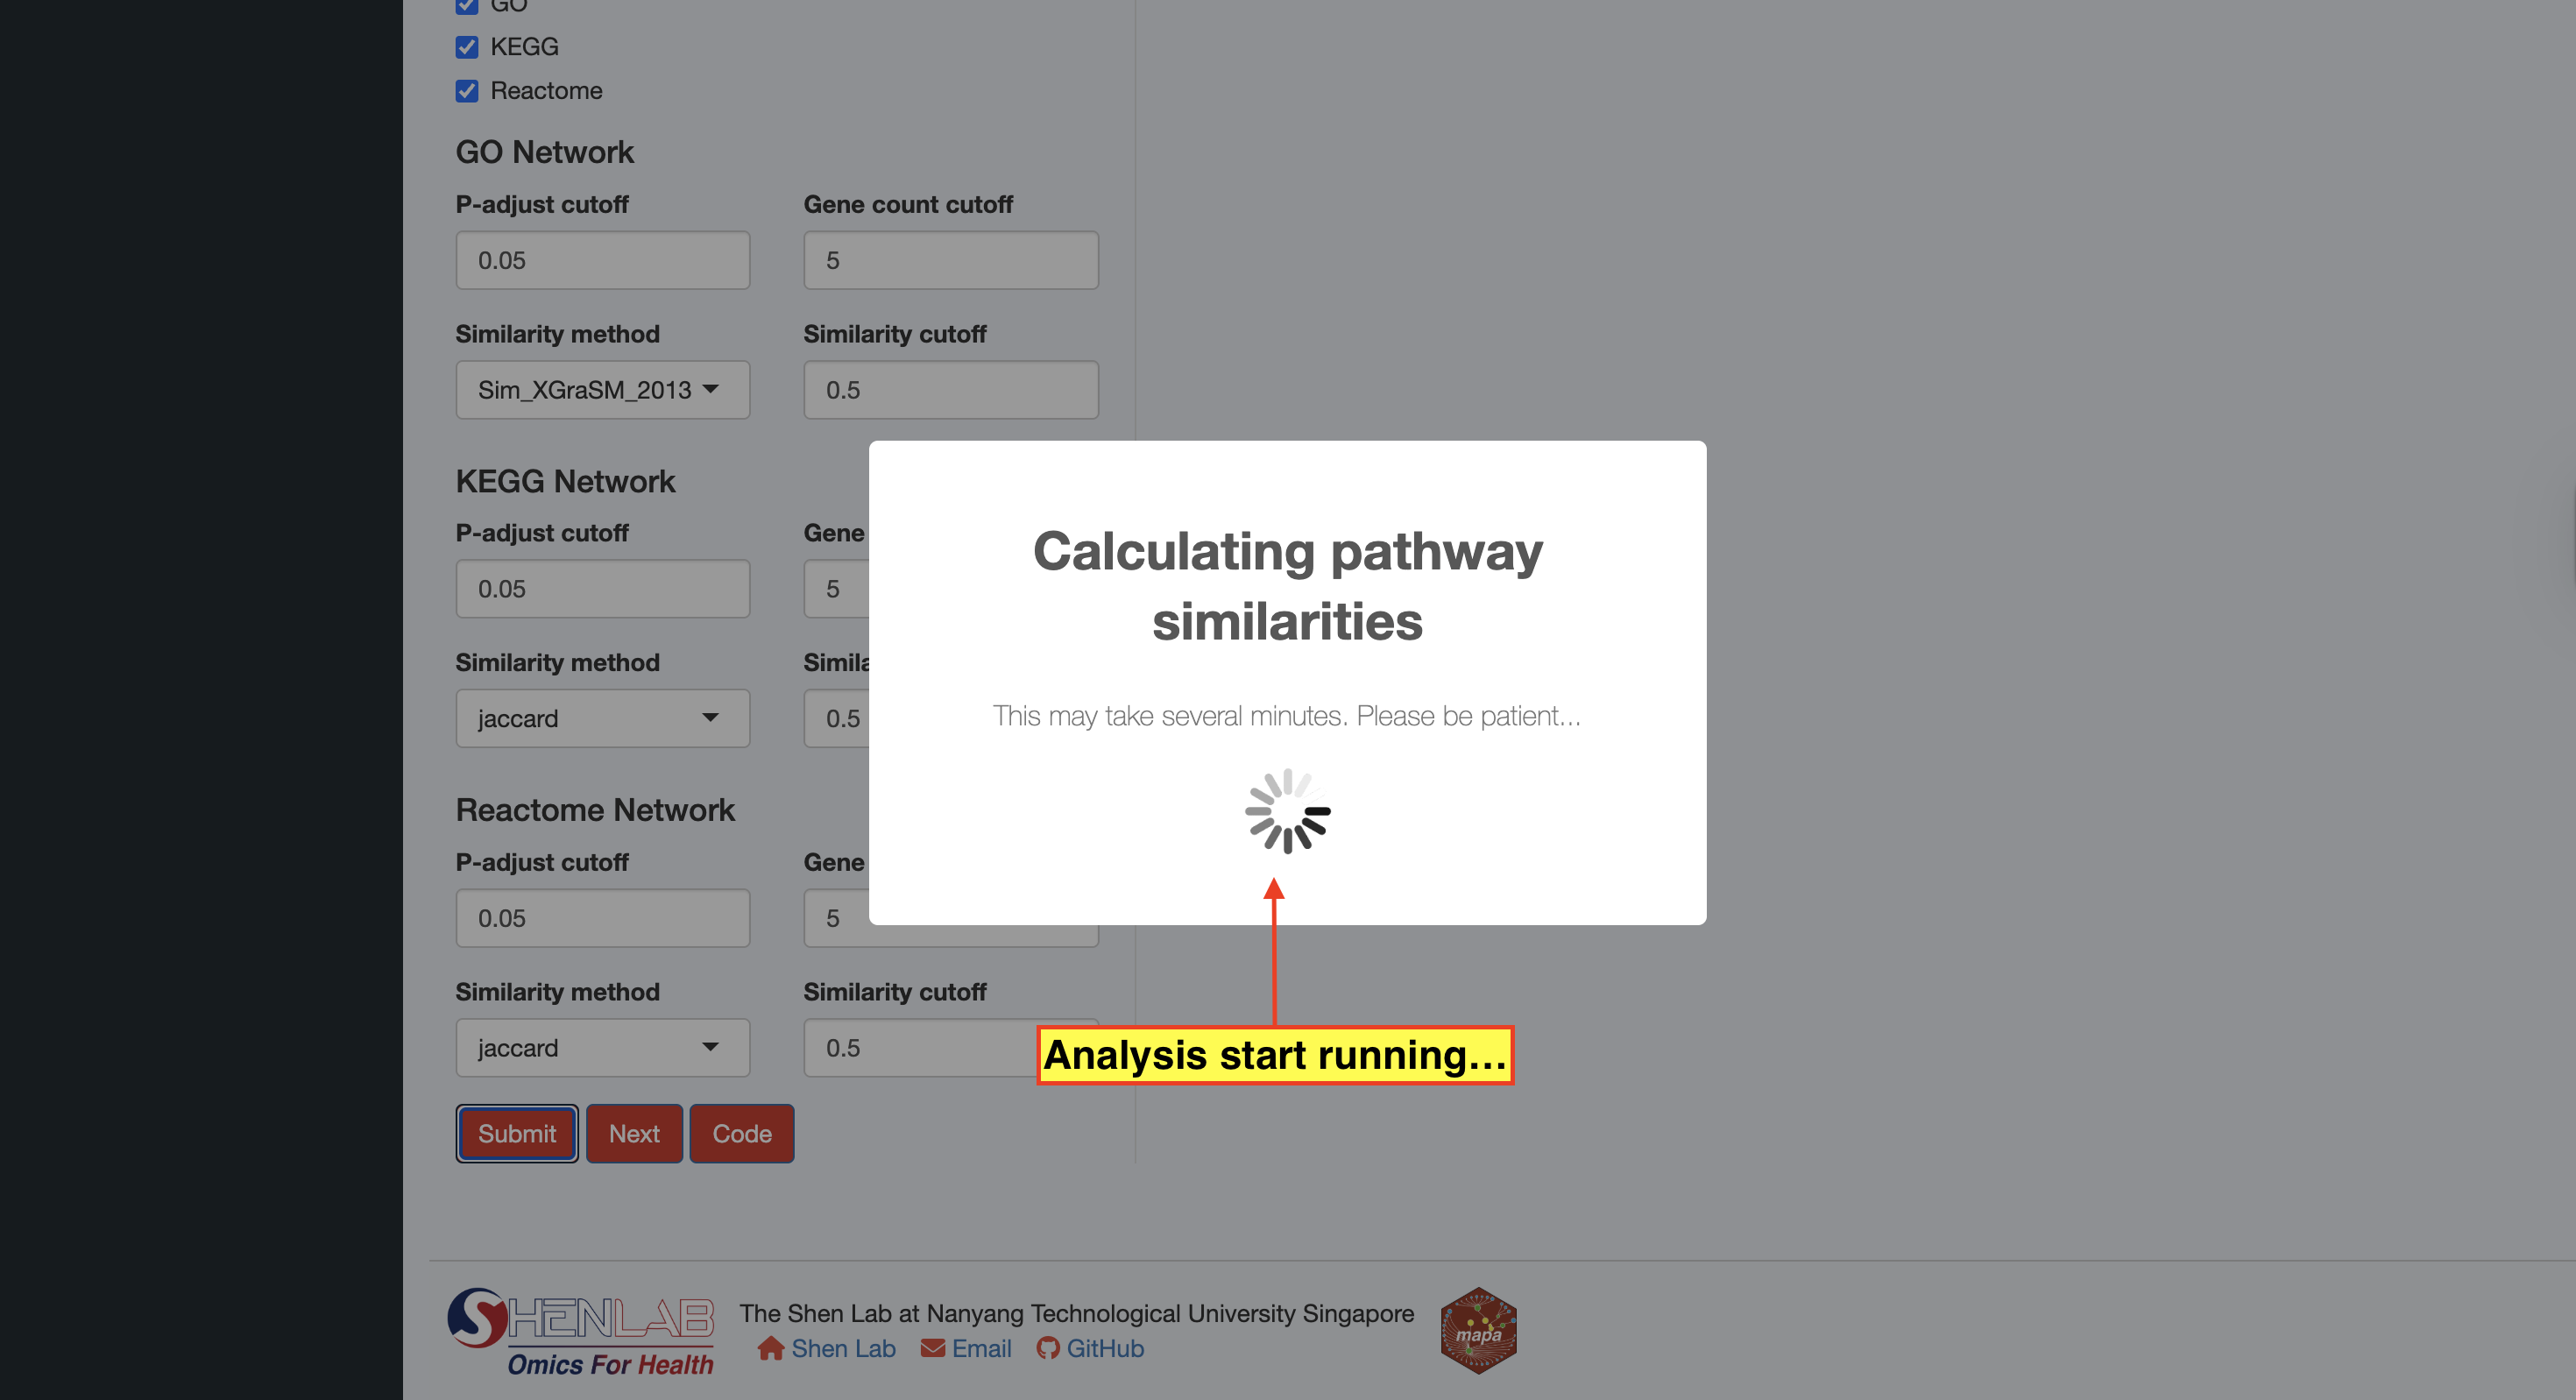 GO
KEGG
Reactome
GO Network
P-adjust cutoff Gene count cutoff
0.05 5
Similarity method Similarity cutoff
Sim_XGraSM_2013 0.5
KEGG Network
P-adjust cutoff Gene
0.05 5
Similarity method Simila
jaccard 0.5
Calculating pathway
similarities
This may take several minutes. Please be patient...
Reactome Network
P-adjust cutoff Gene
0.05 5
Similarity method Similarity cutoff
jaccard 0.5
Analysis start running...
Submit Next Code
SHENLAB
Omics For Health
The Shen Lab at Nanyang Technological University Singapore
Shen Lab Email GitHub
mapa